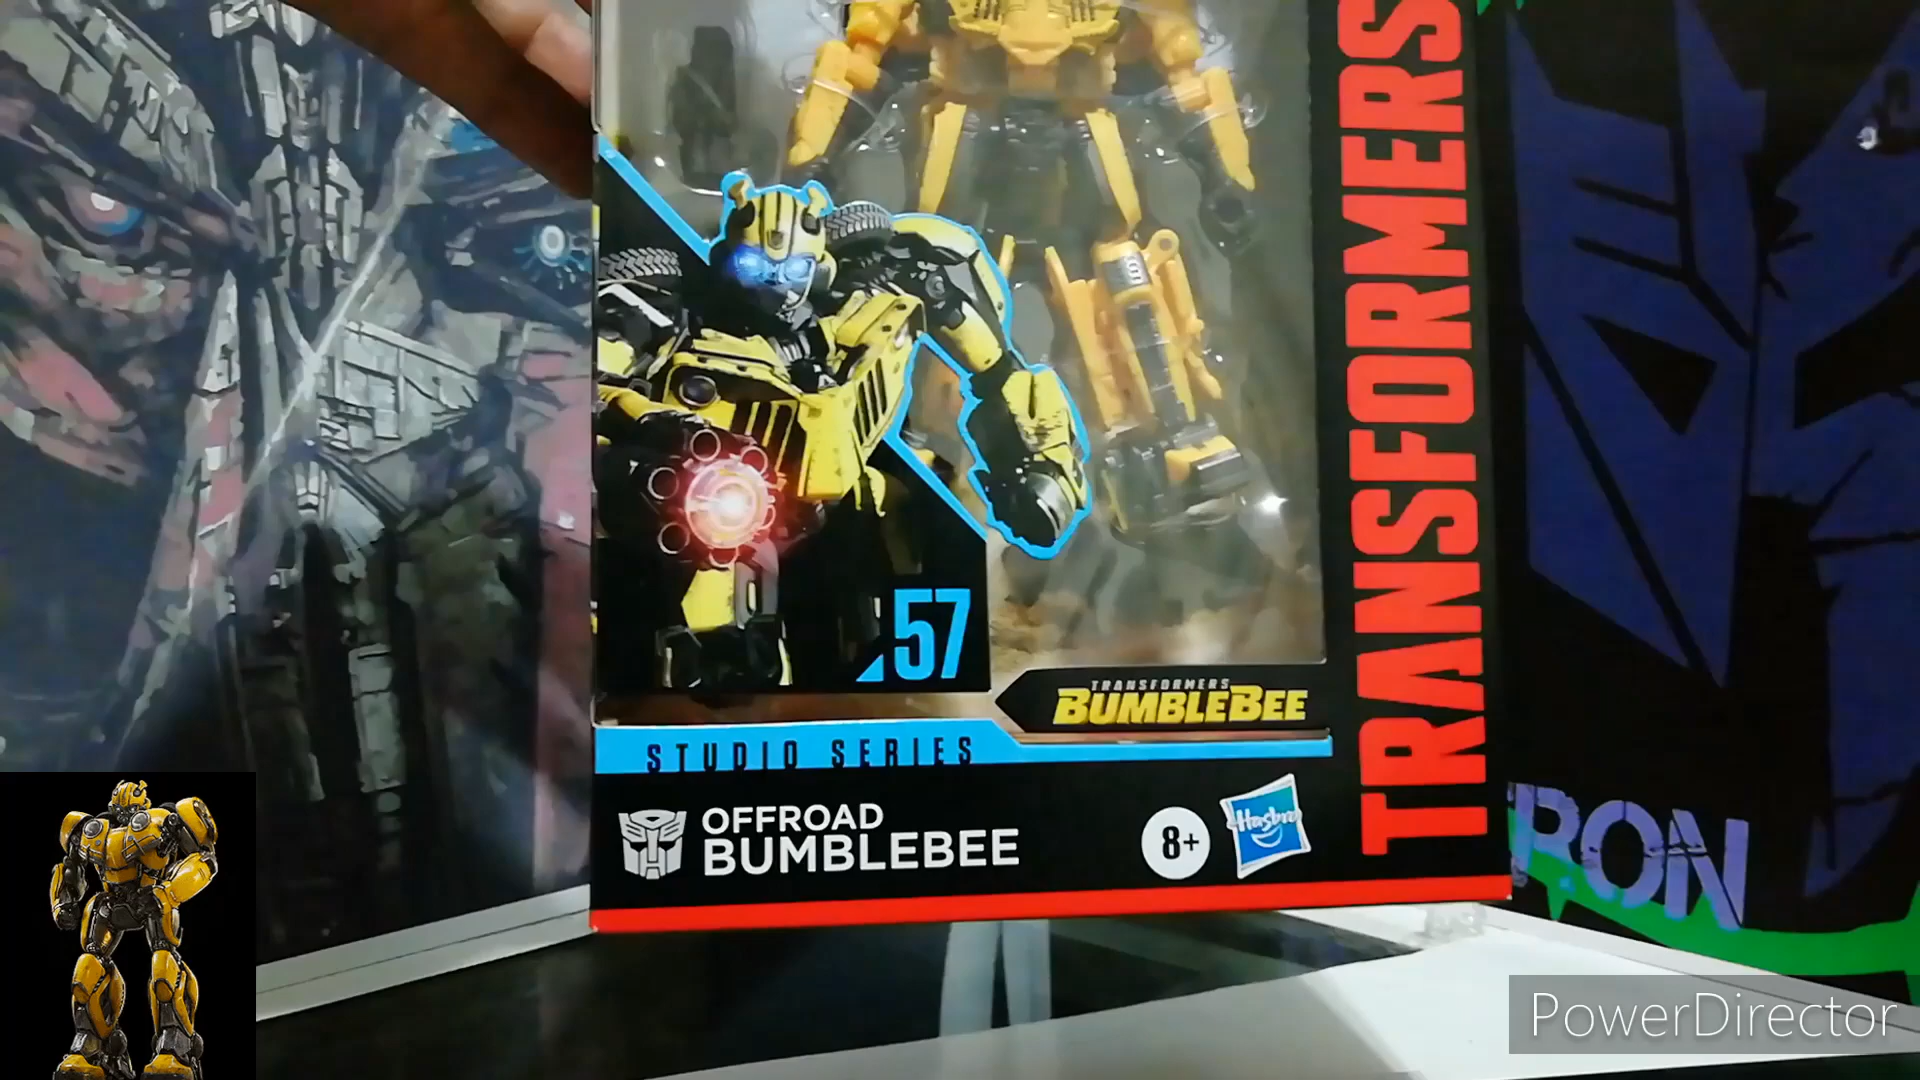 TRANSFORMERS
57
TRANSFORMERS
BUMBLEBEE
STUDIO SERIES
OFFROAD
BUMBLEBEE
8+
Hasbro
RON
PowerDirector